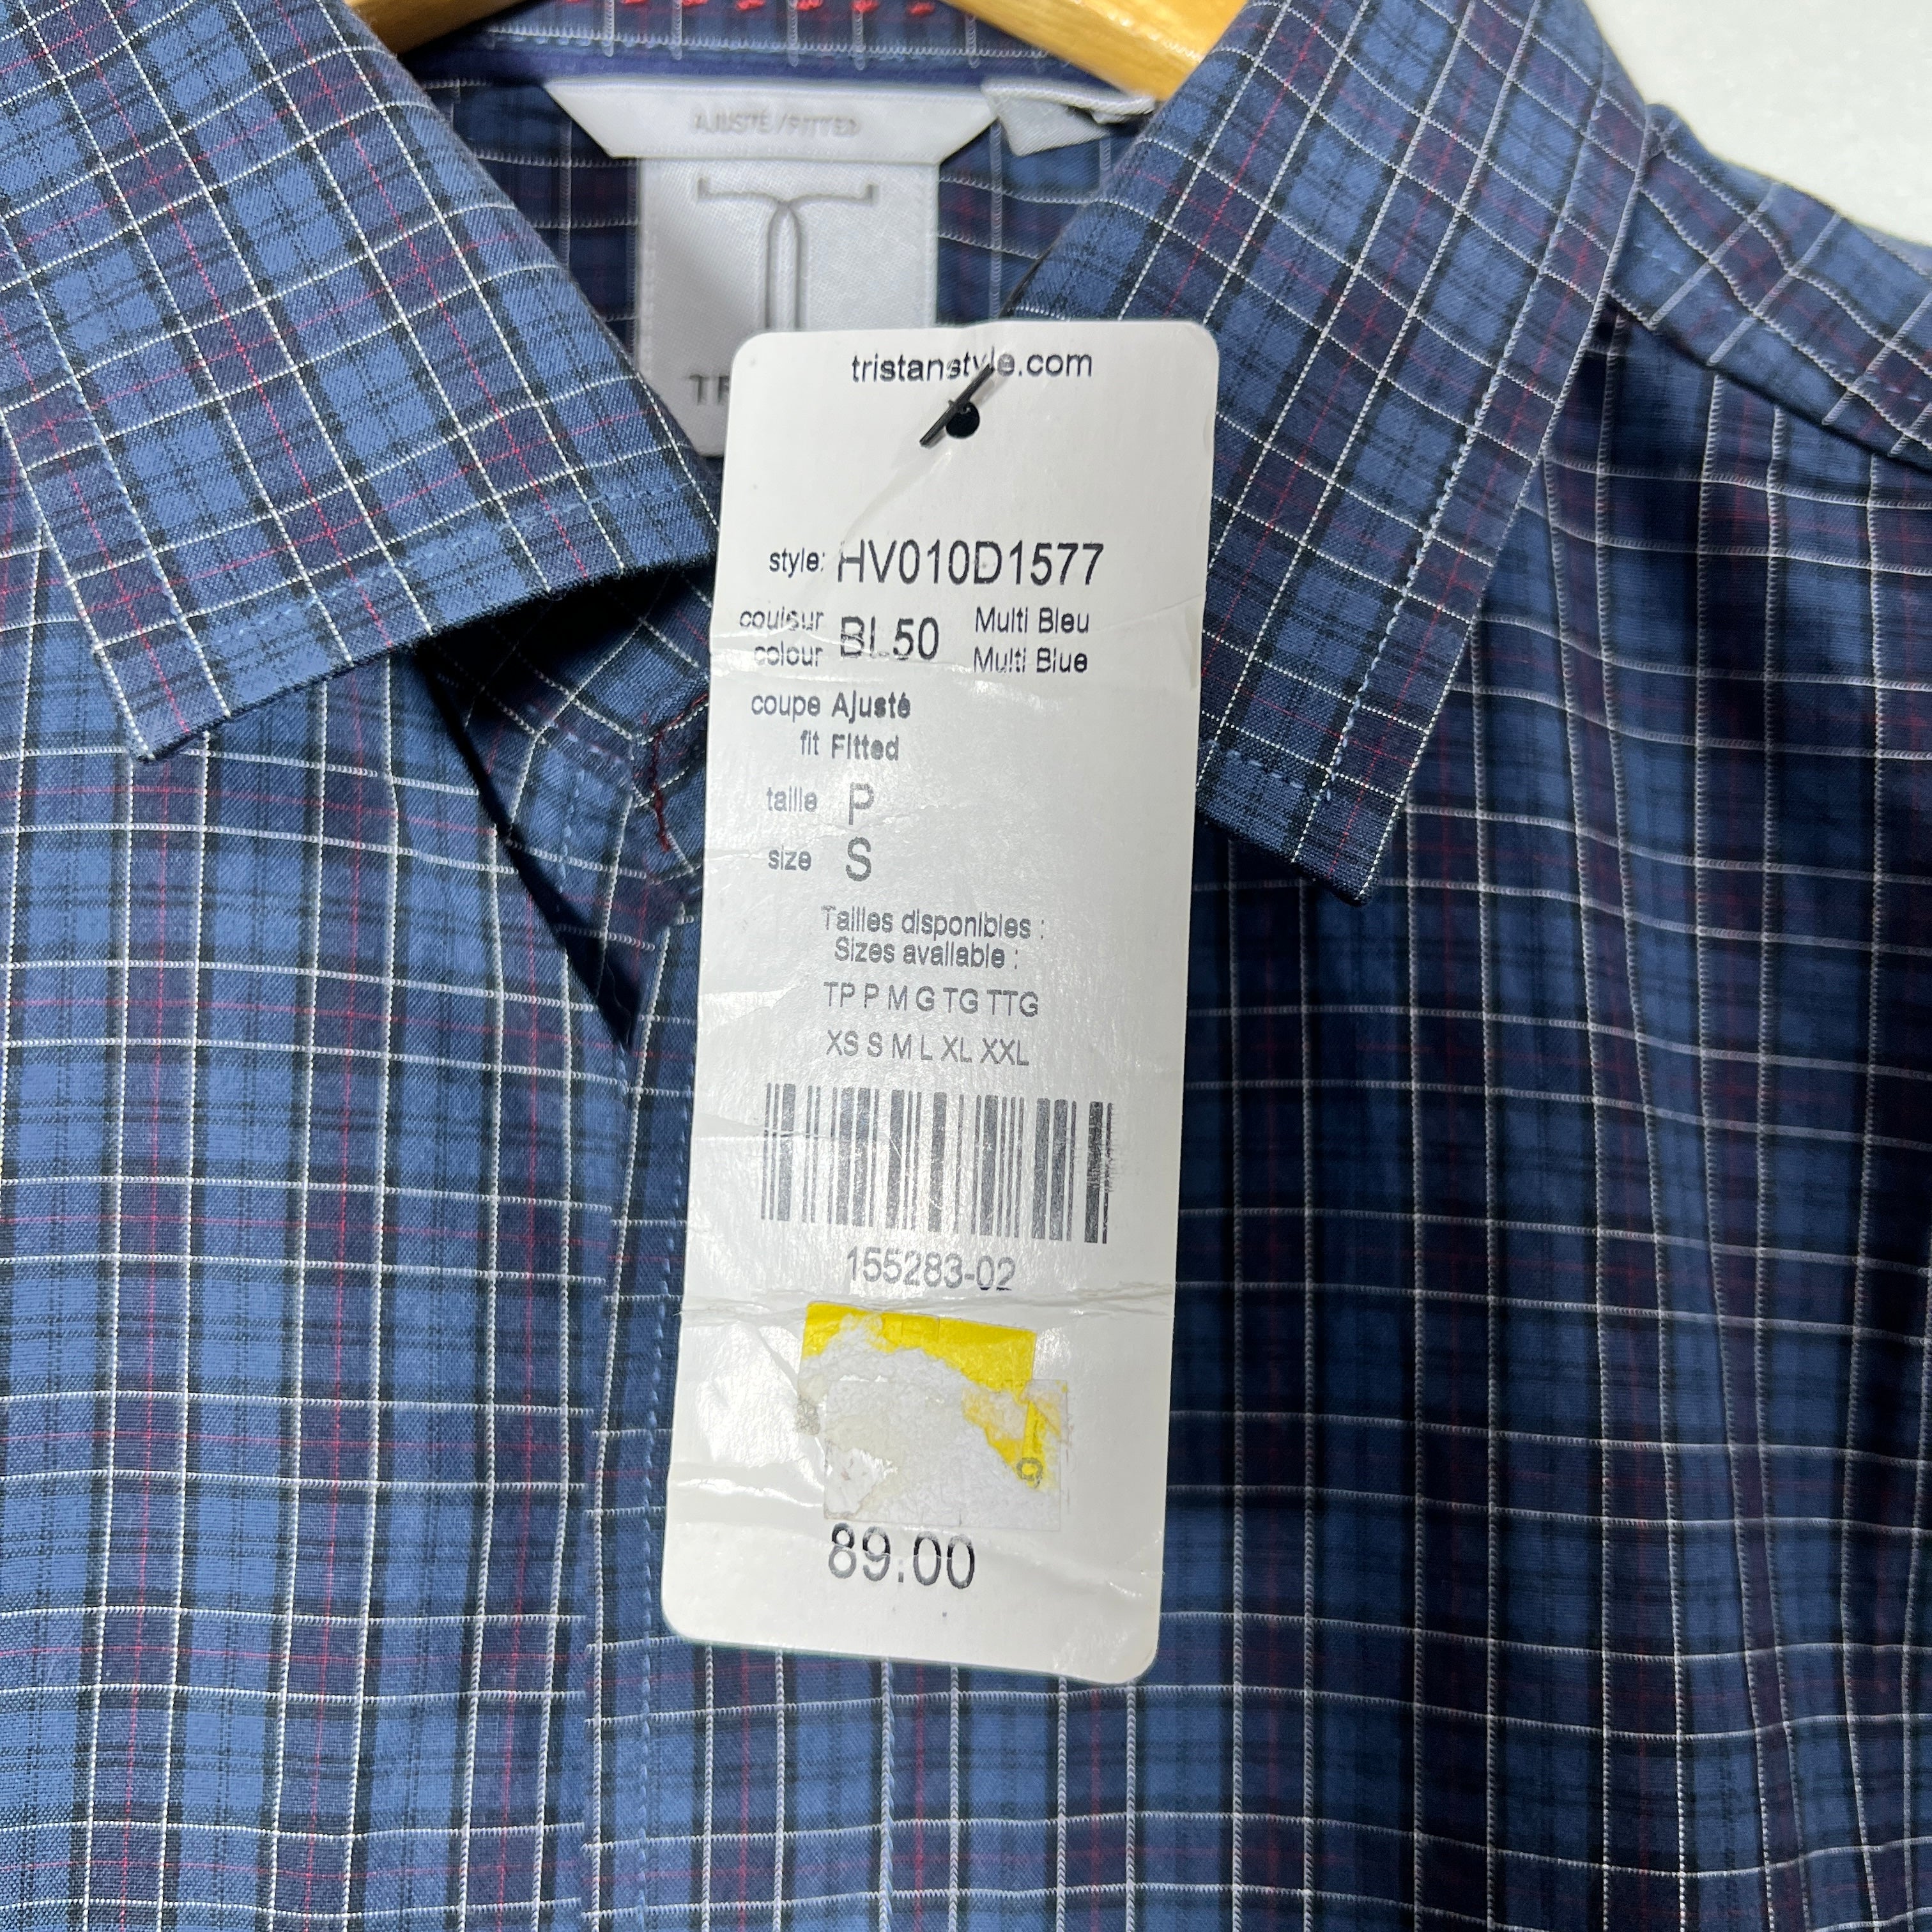 AJUSTÉ/FITTED
tristanstyle.com
style: HV010D1577
couleur BL50 Multi Bleu
colour Multi Blue
coupe Ajusté
fit Fitted
taille P
size S
Tailles disponibles :
Sizes available :
TP P M G TG TTG
XS S M L XL XXL
155283-02
89.00